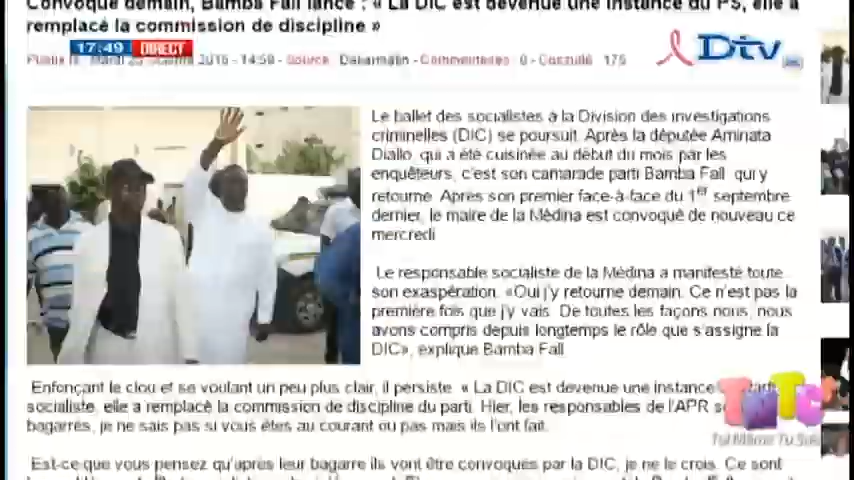 Convoqué demain, Bamba Fall lance : « La DIC est devenue une instance du PS, elle a
remplacé la commission de discipline »
17:49 DIRECT
Dtv
2016 - 14:59 - Source Dakarmatin - Commentaires 0 - Consulté 175
Le ballet des socialistes à la Division des investigations
criminelles (DIC) se poursuit. Après la députée Aminata
Diallo, qui a été cuisinée au début du mois par les
enquêteurs, c'est son camarade parti Bamba Fall qui y
retourne. Après son premier face-à-face du 1er septembre
dernier, le maire de la Médina est convoqué de nouveau ce
mercredi
Le responsable socialiste de la Médina a manifesté toute
son exaspération. «Oui j'y retourne demain. Ce n'est pas la
première fois que j'y vais. De toutes les façons nous, nous
avons compris depuis longtemps le rôle que s'assigne la
DIC», explique Bamba Fall
Enfonçant le clou et se voulant un peu plus clair, il persiste « La DIC est devenue une instance
socialiste, elle a remplacé la commission de discipline du parti. Hier, les responsables de l'APR
bagarrés, je ne sais pas si vous êtes au courant ou pas mais ils l'ont fait.
Est-ce que vous pensez qu'après leur bagarre ils vont être convoqués par la DIC, je ne le crois. Ce sont